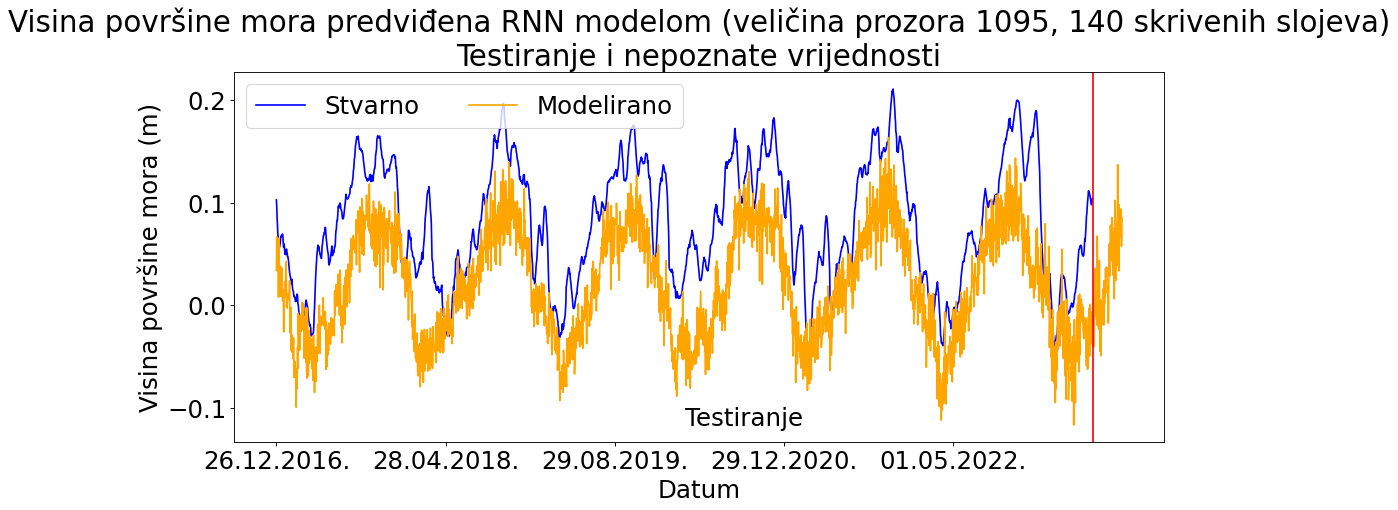 Visina površine mora predviđena RNN modelom (veličina prozora 1095, 140 skrivenih slojeva)
Testiranje i nepoznate vrijednosti
Stvarno
Modelirano
Visina površine mora (m)
0.2
0.1
0.0
−0.1
Testiranje
26.12.2016.
28.04.2018.
29.08.2019.
29.12.2020.
01.05.2022.
Datum